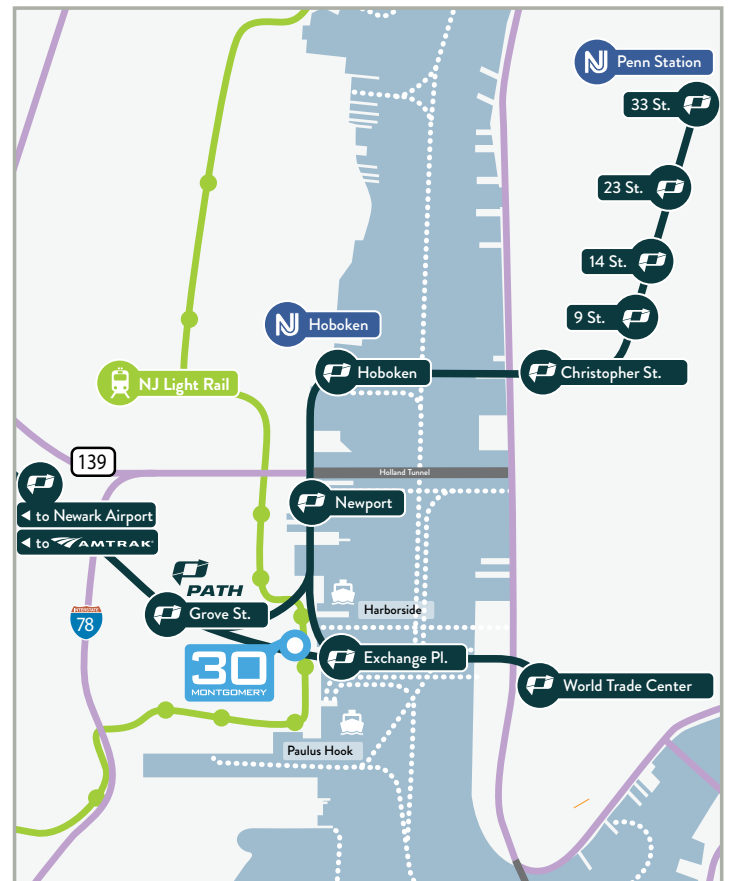 Penn Station
33 St.
23 St.
14 St.
9 St.
Hoboken
Hoboken
Christopher St.
NJ Light Rail
139
Holland Tunnel
Newport
to Newark Airport
to AMTRAK
PATH
Grove St.
Harborside
INTERSTATE
78
30
MONTGOMERY
Exchange Pl.
World Trade Center
Paulus Hook